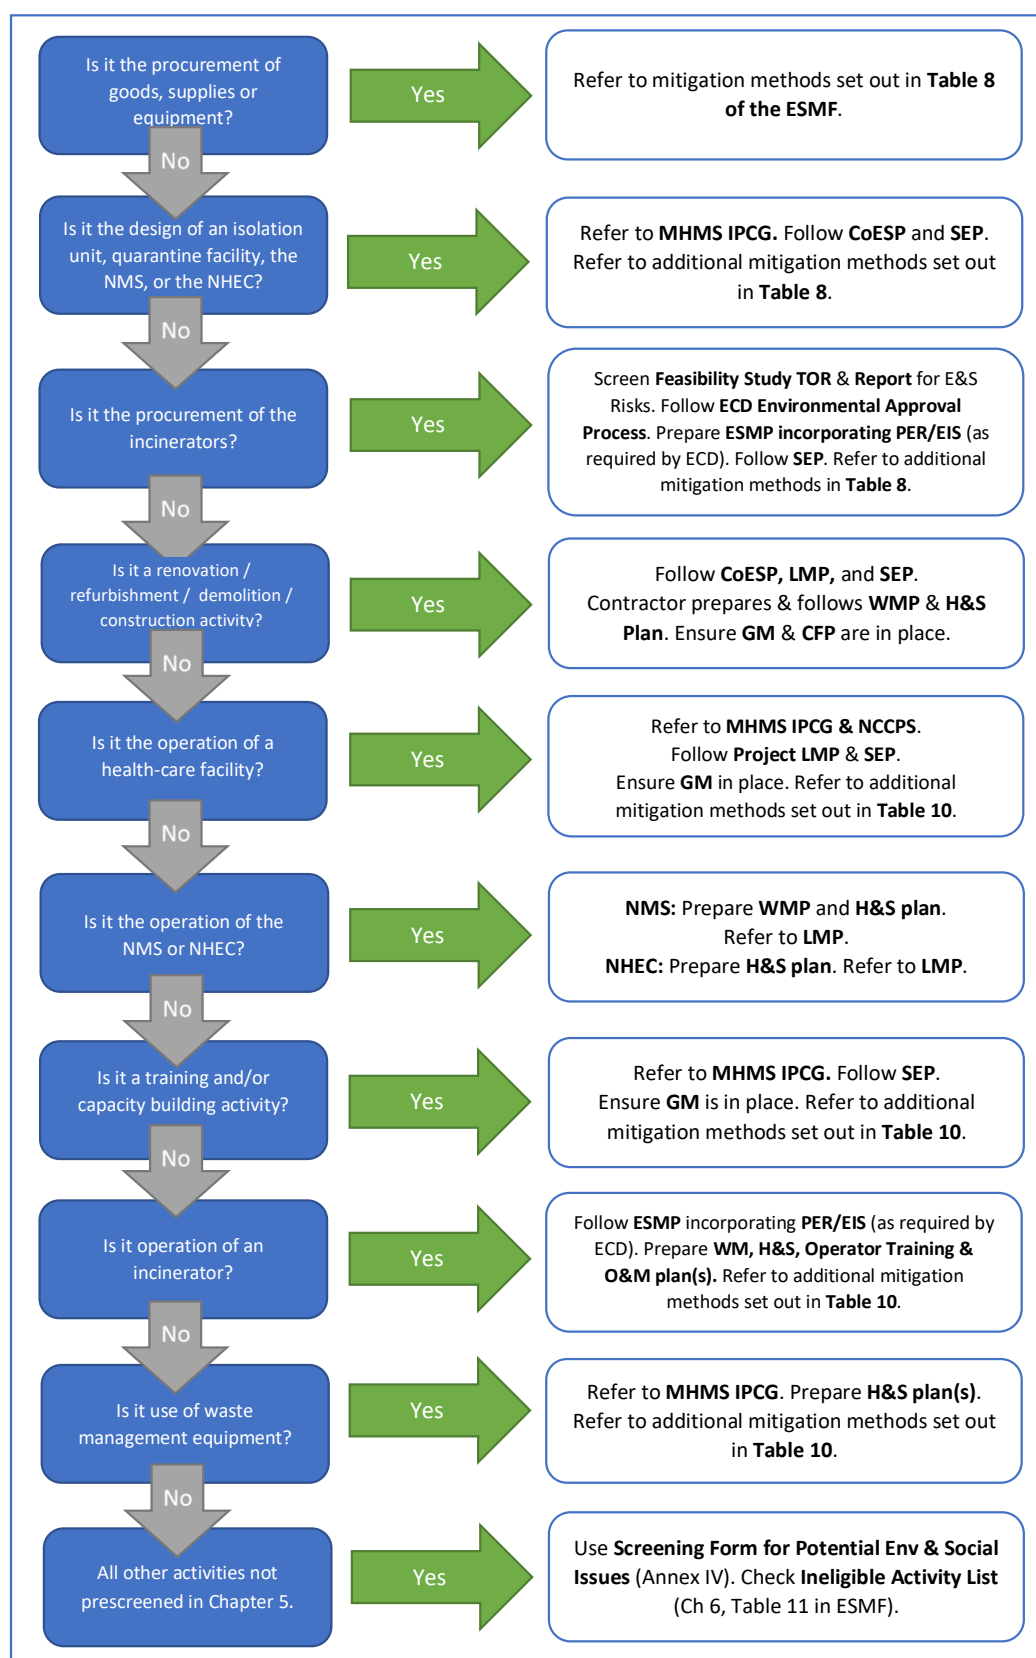 Is it the procurement of
goods, supplies or
equipment?
Yes
Refer to mitigation methods set out in Table 8
of the ESMF.
No
Is it the design of an isolation
unit, quarantine facility, the
NMS, or the NHEC?
Yes
Refer to MHMS IPCG. Follow CoESP and SEP.
Refer to additional mitigation methods set out
in Table 8.
No
Is it the procurement of the
incinerators?
Yes
Screen Feasibility Study TOR & Report for E&S
Risks. Follow ECD Environmental Approval
Process. Prepare ESMP incorporating PER/EIS (as
required by ECD). Follow SEP. Refer to additional
mitigation methods in Table 8.
No
Is it a renovation /
refurbishment / demolition /
construction activity?
Yes
Follow CoESP, LMP, and SEP.
Contractor prepares & follows WMP & H&S
Plan. Ensure GM & CFP are in place.
No
Is it the operation of a
health-care facility?
Yes
Refer to MHMS IPCG & NCCPS.
Follow Project LMP & SEP.
Ensure GM in place. Refer to additional
mitigation methods set out in Table 10.
No
Is it the operation of the
NMS or NHEC?
Yes
NMS: Prepare WMP and H&S plan.
Refer to LMP.
NHEC: Prepare H&S plan. Refer to LMP.
No
Is it a training and/or
capacity building activity?
Yes
Refer to MHMS IPCG. Follow SEP.
Ensure GM is in place. Refer to additional
mitigation methods set out in Table 10.
No
Is it operation of an
incinerator?
Yes
Follow ESMP incorporating PER/EIS (as required by
ECD). Prepare WM, H&S, Operator Training &
O&M plan(s). Refer to additional mitigation
methods set out in Table 10.
No
Is it use of waste
management equipment?
Yes
Refer to MHMS IPCG. Prepare H&S plan(s).
Refer to additional mitigation methods set out
in Table 10.
No
All other activities not
prescreened in Chapter 5.
Yes
Use Screening Form for Potential Env & Social
Issues (Annex IV). Check Ineligible Activity List
(Ch 6, Table 11 in ESMF).